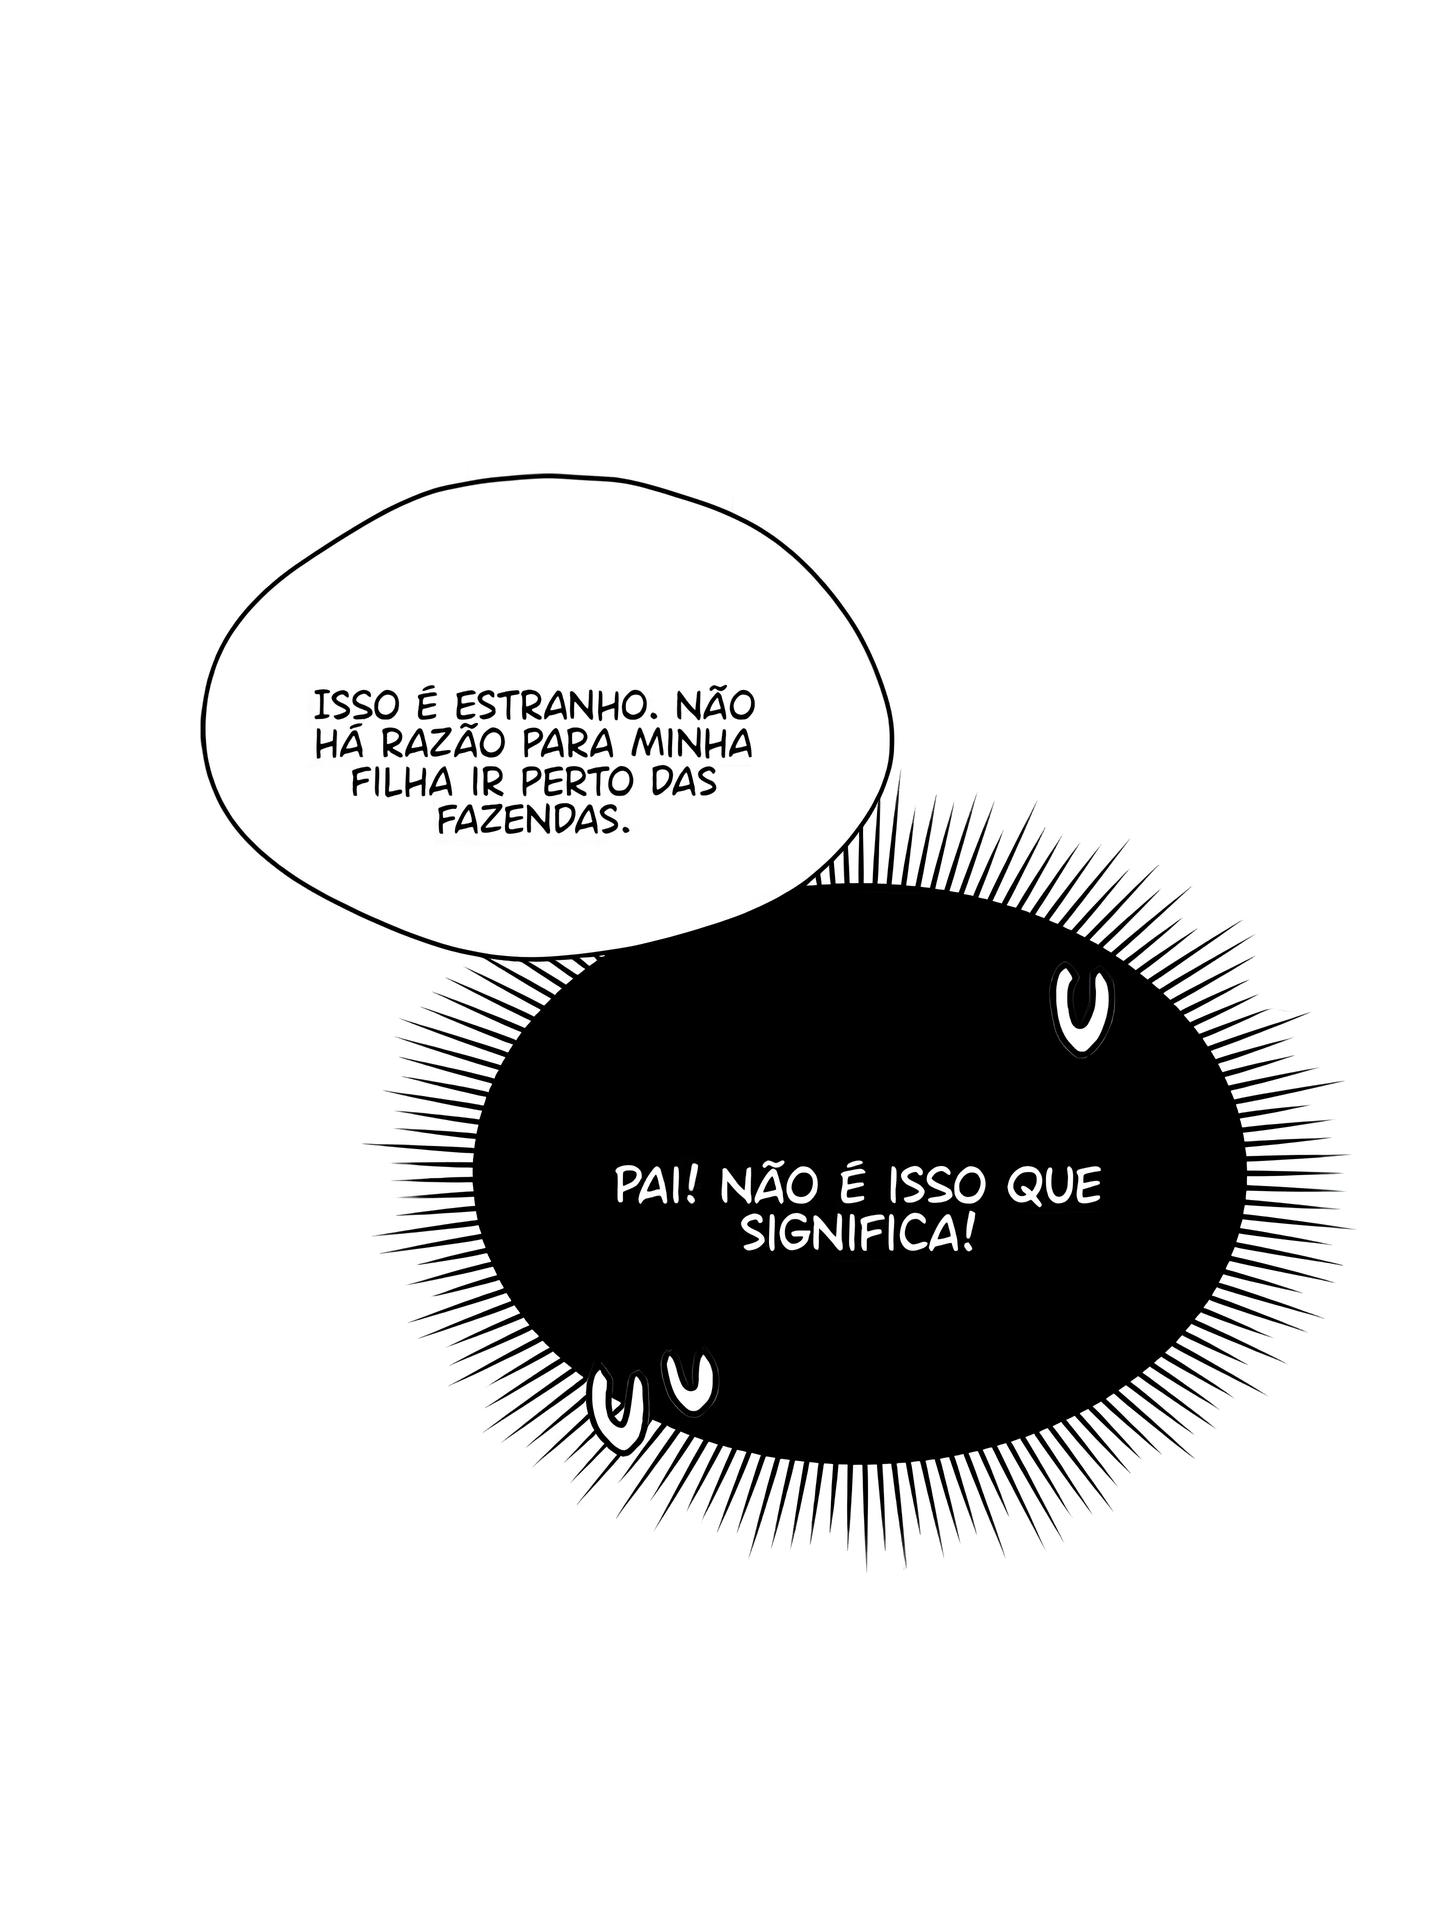 ISSO É ESTRANHO. NÃO
HÁ RAZÃO PARA MINHA
FILHA IR PERTO DAS
FAZENDAS.
PAI! NÃO É ISSO QUE
SIGNIFICA!